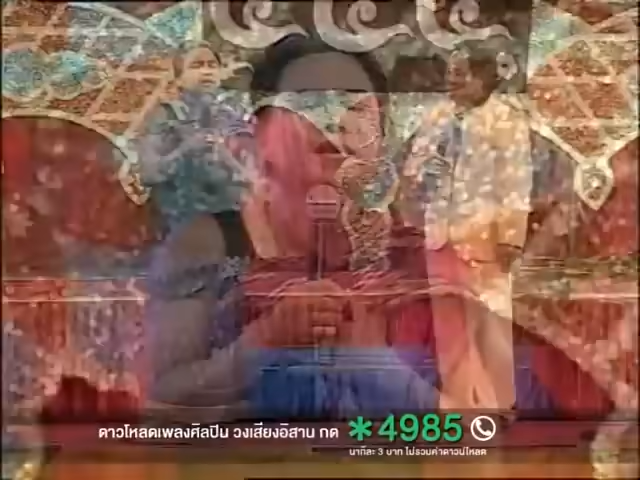 ดาวโหลดเพลงศิลปิน วงเสียงอิสาน กด *4985
นาทีละ 3 บาท ไม่รวมค่าดาวน์โหลด